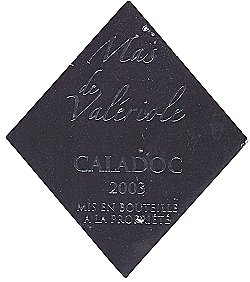 Mas
de
Valériole
CALADOC
2003
MIS EN BOUTEILLE
A LA PROPRIÉTÉ